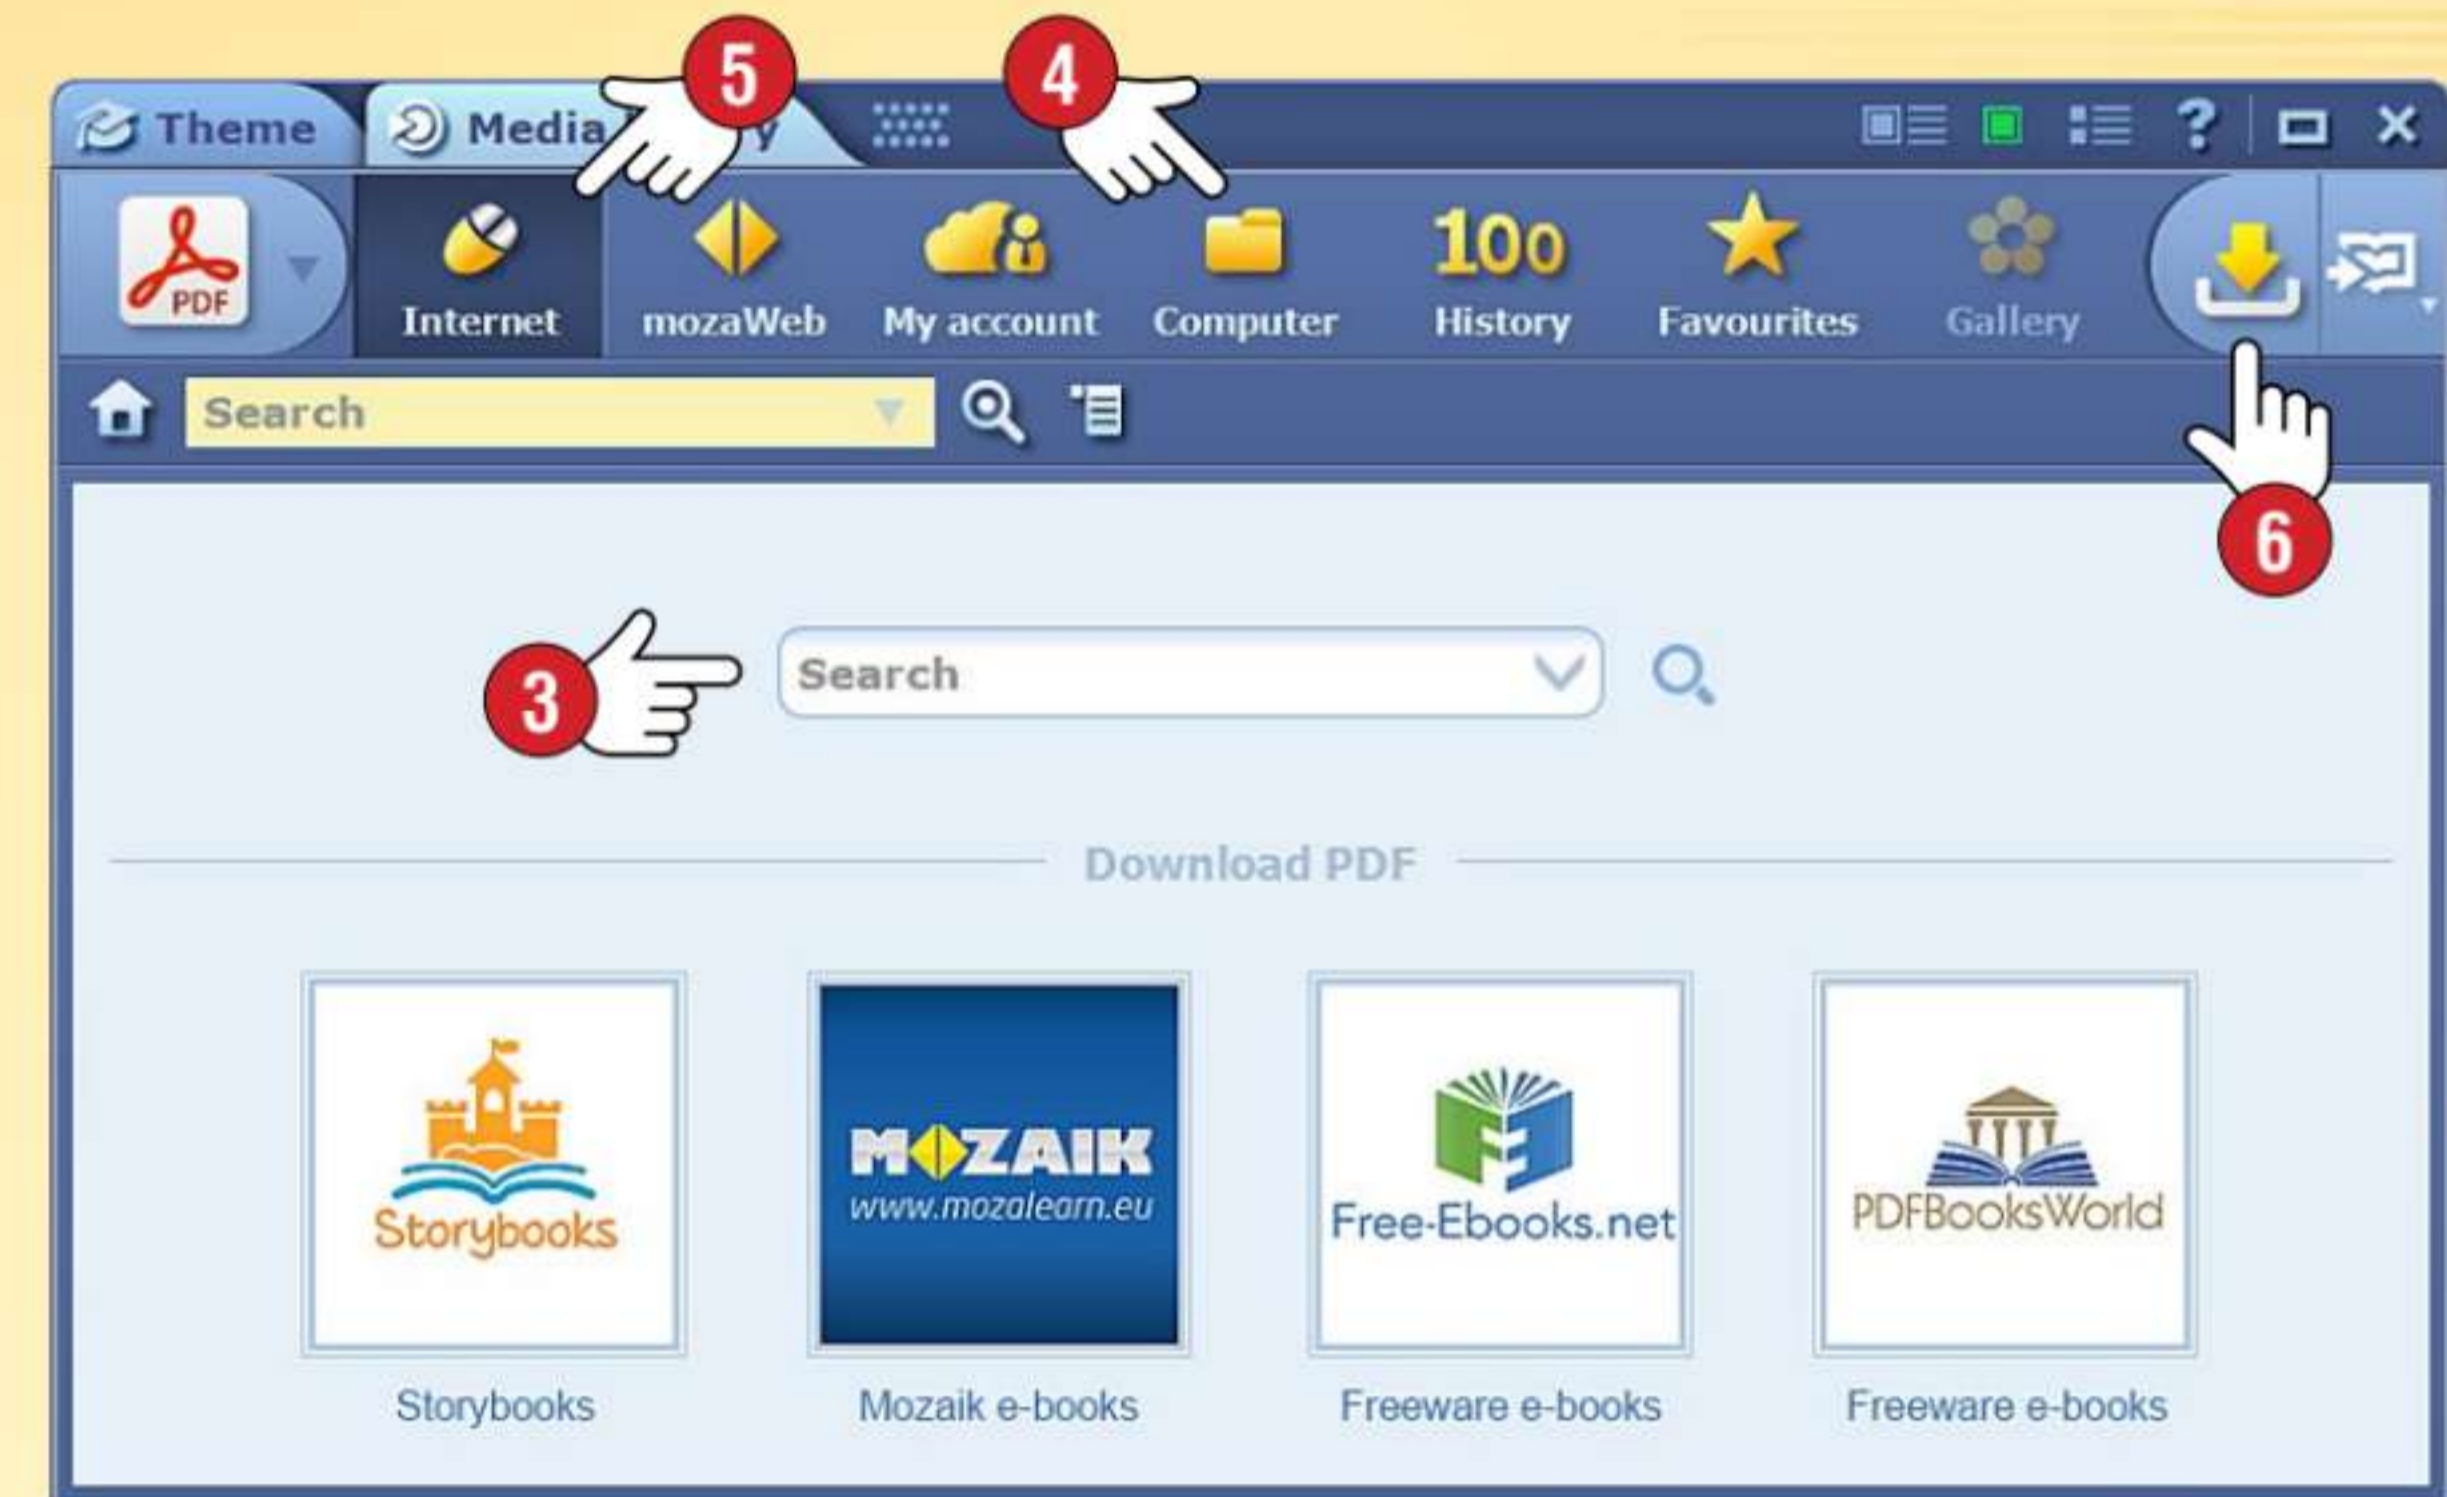 5
4
Theme
Media
y
?
PDF
Internet
mozaWeb
My account
Computer
100
History
Favourites
Gallery
Search
6
3
Search
Download PDF
Storybooks
MOZAIK
www.mozalearn.eu
Free-Ebooks.net
PDFBooksWorld
Storybooks
Mozaik e-books
Freeware e-books
Freeware e-books